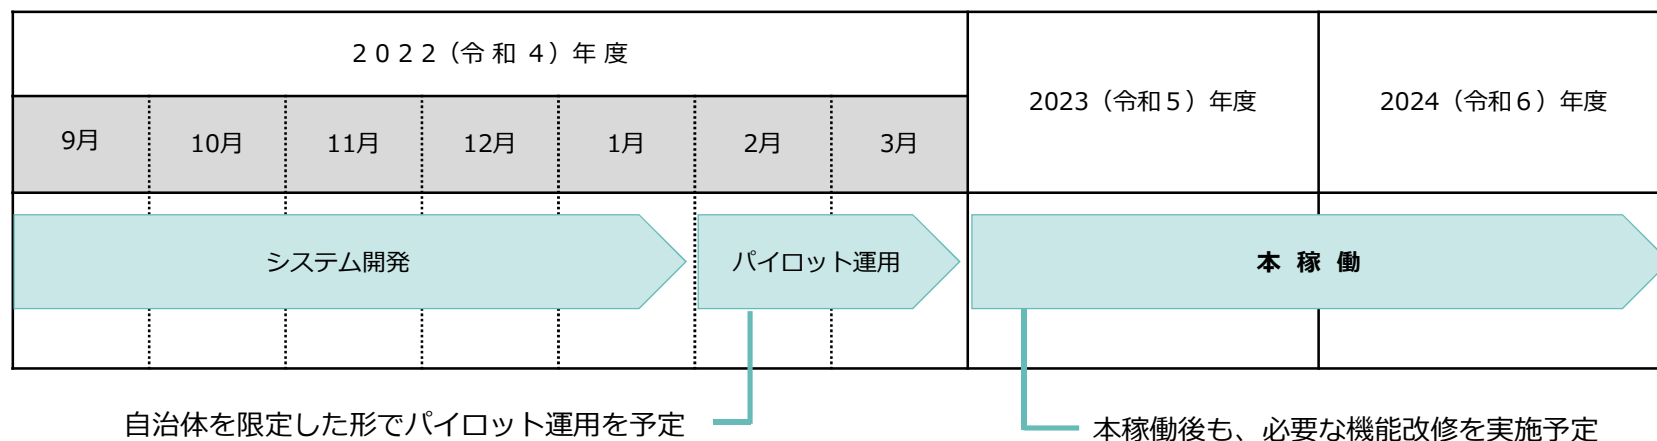 2022（令和 4）年度
2023（令和５）年度
2024（令和６）年度
9月
10月
11月
12月
1月
2月
3月
システム開発
パイロット運用
本 稼 働
自治体を限定した形でパイロット運用を予定
本稼働後も、必要な機能改修を実施予定